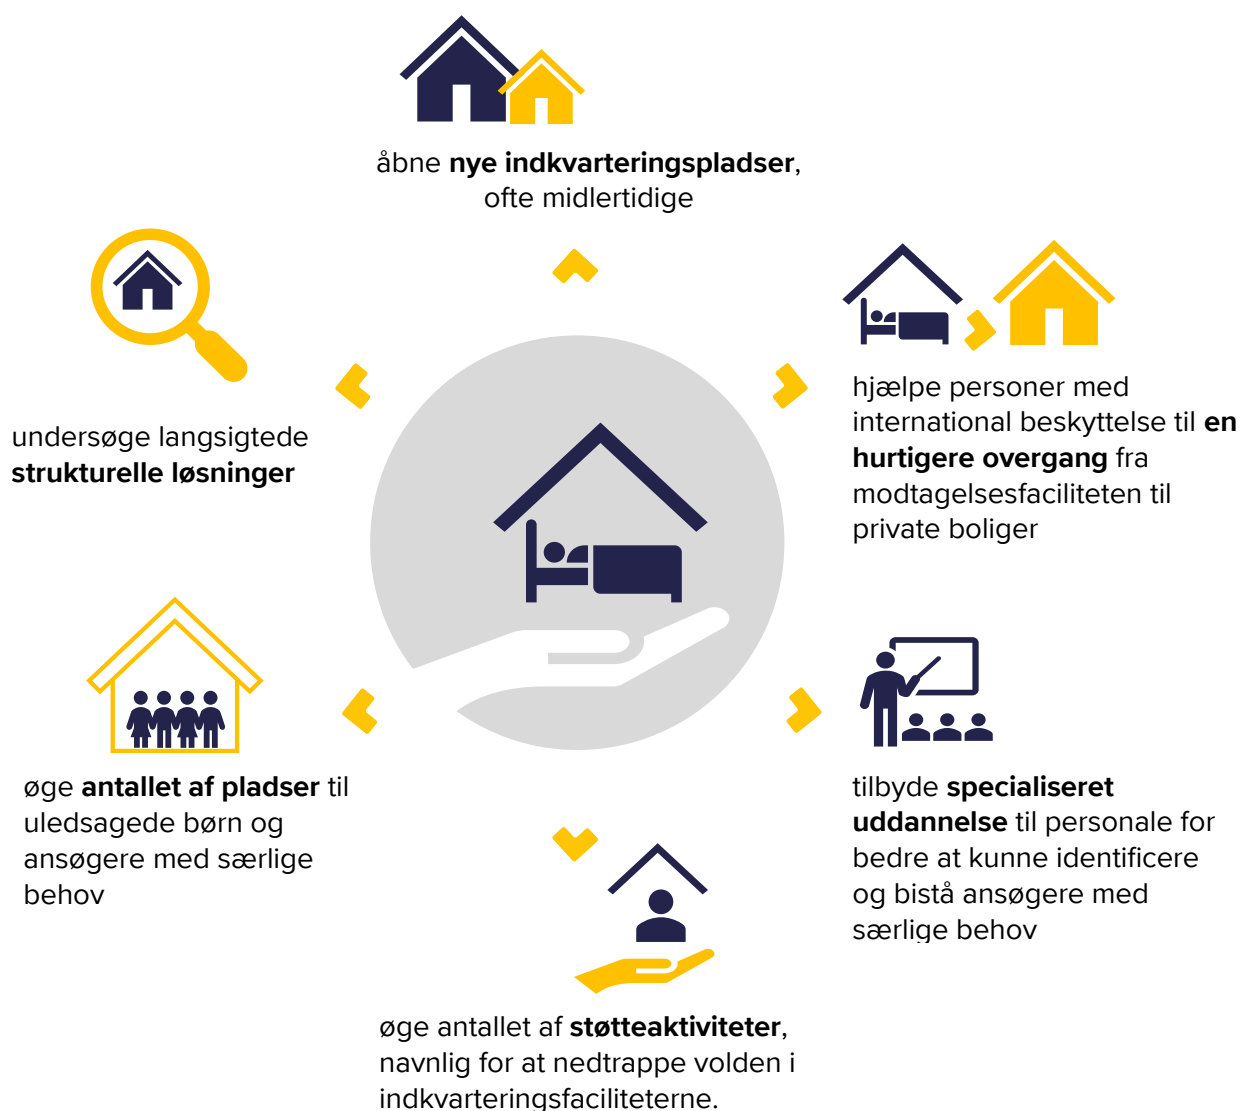 åbne nye indkvarteringspladser,
ofte midlertidige
hjælpe personer med
international beskyttelse til en
hurtigere overgang fra
modtagelsesfaciliteten til
private boliger
undersøge langsigtede
strukturelle løsninger
tilbyde specialiseret
uddannelse til personale for
bedre at kunne identificere
og bistå ansøgere med
særlige behov
øge antallet af pladser til
uledsagede børn og
ansøgere med særlige
behov
øge antallet af støtteaktiviteter,
navnlig for at nedtrappe volden i
indkvarteringsfaciliteterne.